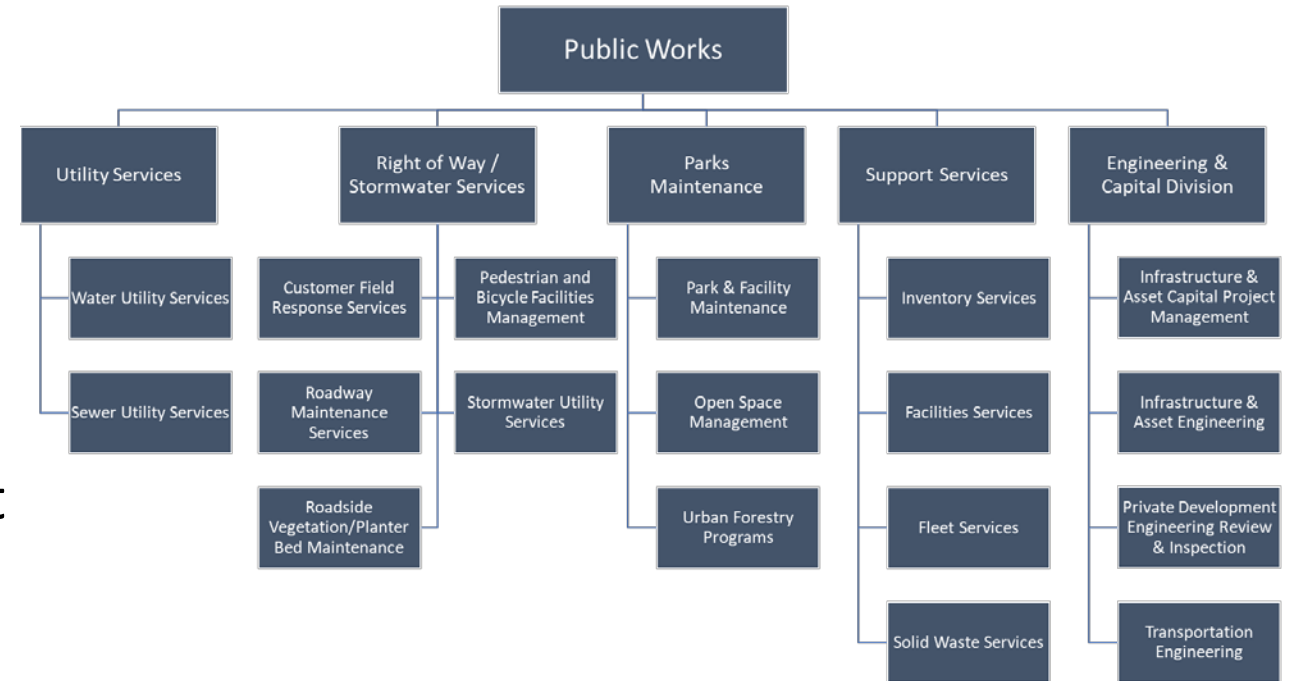 Public Works
Utility Services
Right of Way /
Stormwater Services
Parks
Maintenance
Support Services
Engineering &
Capital Division
Water Utility Services
Sewer Utility Services
Customer Field
Response Services
Pedestrian and
Bicycle Facilities
Management
Roadway
Maintenance
Services
Stormwater Utility
Services
Roadside
Vegetation/Planter
Bed Maintenance
Park & Facility
Maintenance
Open Space
Management
Urban Forestry
Programs
Inventory Services
Facilities Services
Fleet Services
Solid Waste Services
Infrastructure &
Asset Capital Project
Management
Infrastructure &
Asset Engineering
Private Development
Engineering Review
& Inspection
Transportation
Engineering
t